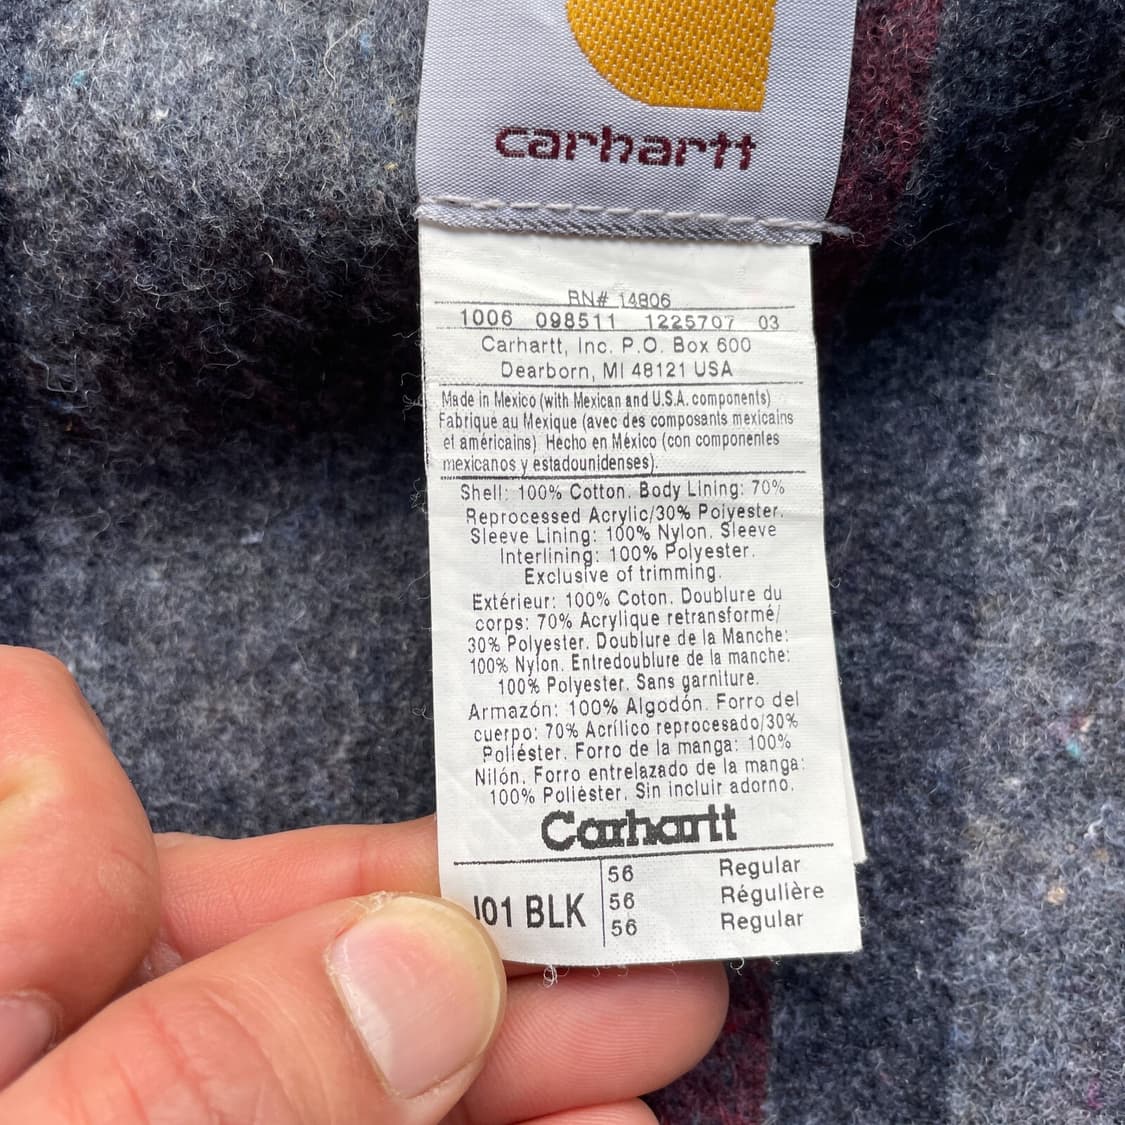 carhartt
RN# 14806
1006 098511 1225707 03
Carhartt, Inc. P.O. Box 600
Dearborn, MI 48121 USA
Made in Mexico (with Mexican and U.S.A. components)
Fabriqué au Mexique (avec des composants mexicains
et américains) Hecho en México (con componentes
mexicanos y estadounidenses).
Shell: 100% Cotton. Body Lining: 70%
Reprocessed Acrylic/30% Polyester.
Sleeve Lining: 100% Nylon. Sleeve
Interlining: 100% Polyester.
Exclusive of trimming.
Extérieur: 100% Coton. Doublure du
corps: 70% Acrylique retransformé/
30% Polyester. Doublure de la Manche:
100% Nylon. Entredoublure de la manche:
100% Polyester. Sans garniture.
Armazón: 100% Algodón. Forro del
cuerpo: 70% Acrílico reprocesado/30%
Poliéster. Forro de la manga: 100%
Nilón. Forro entrelazado de la manga:
100% Poliéster. Sin incluir adorno.
Carhartt
J01 BLK
56 Regular
56 Régulière
56 Regular